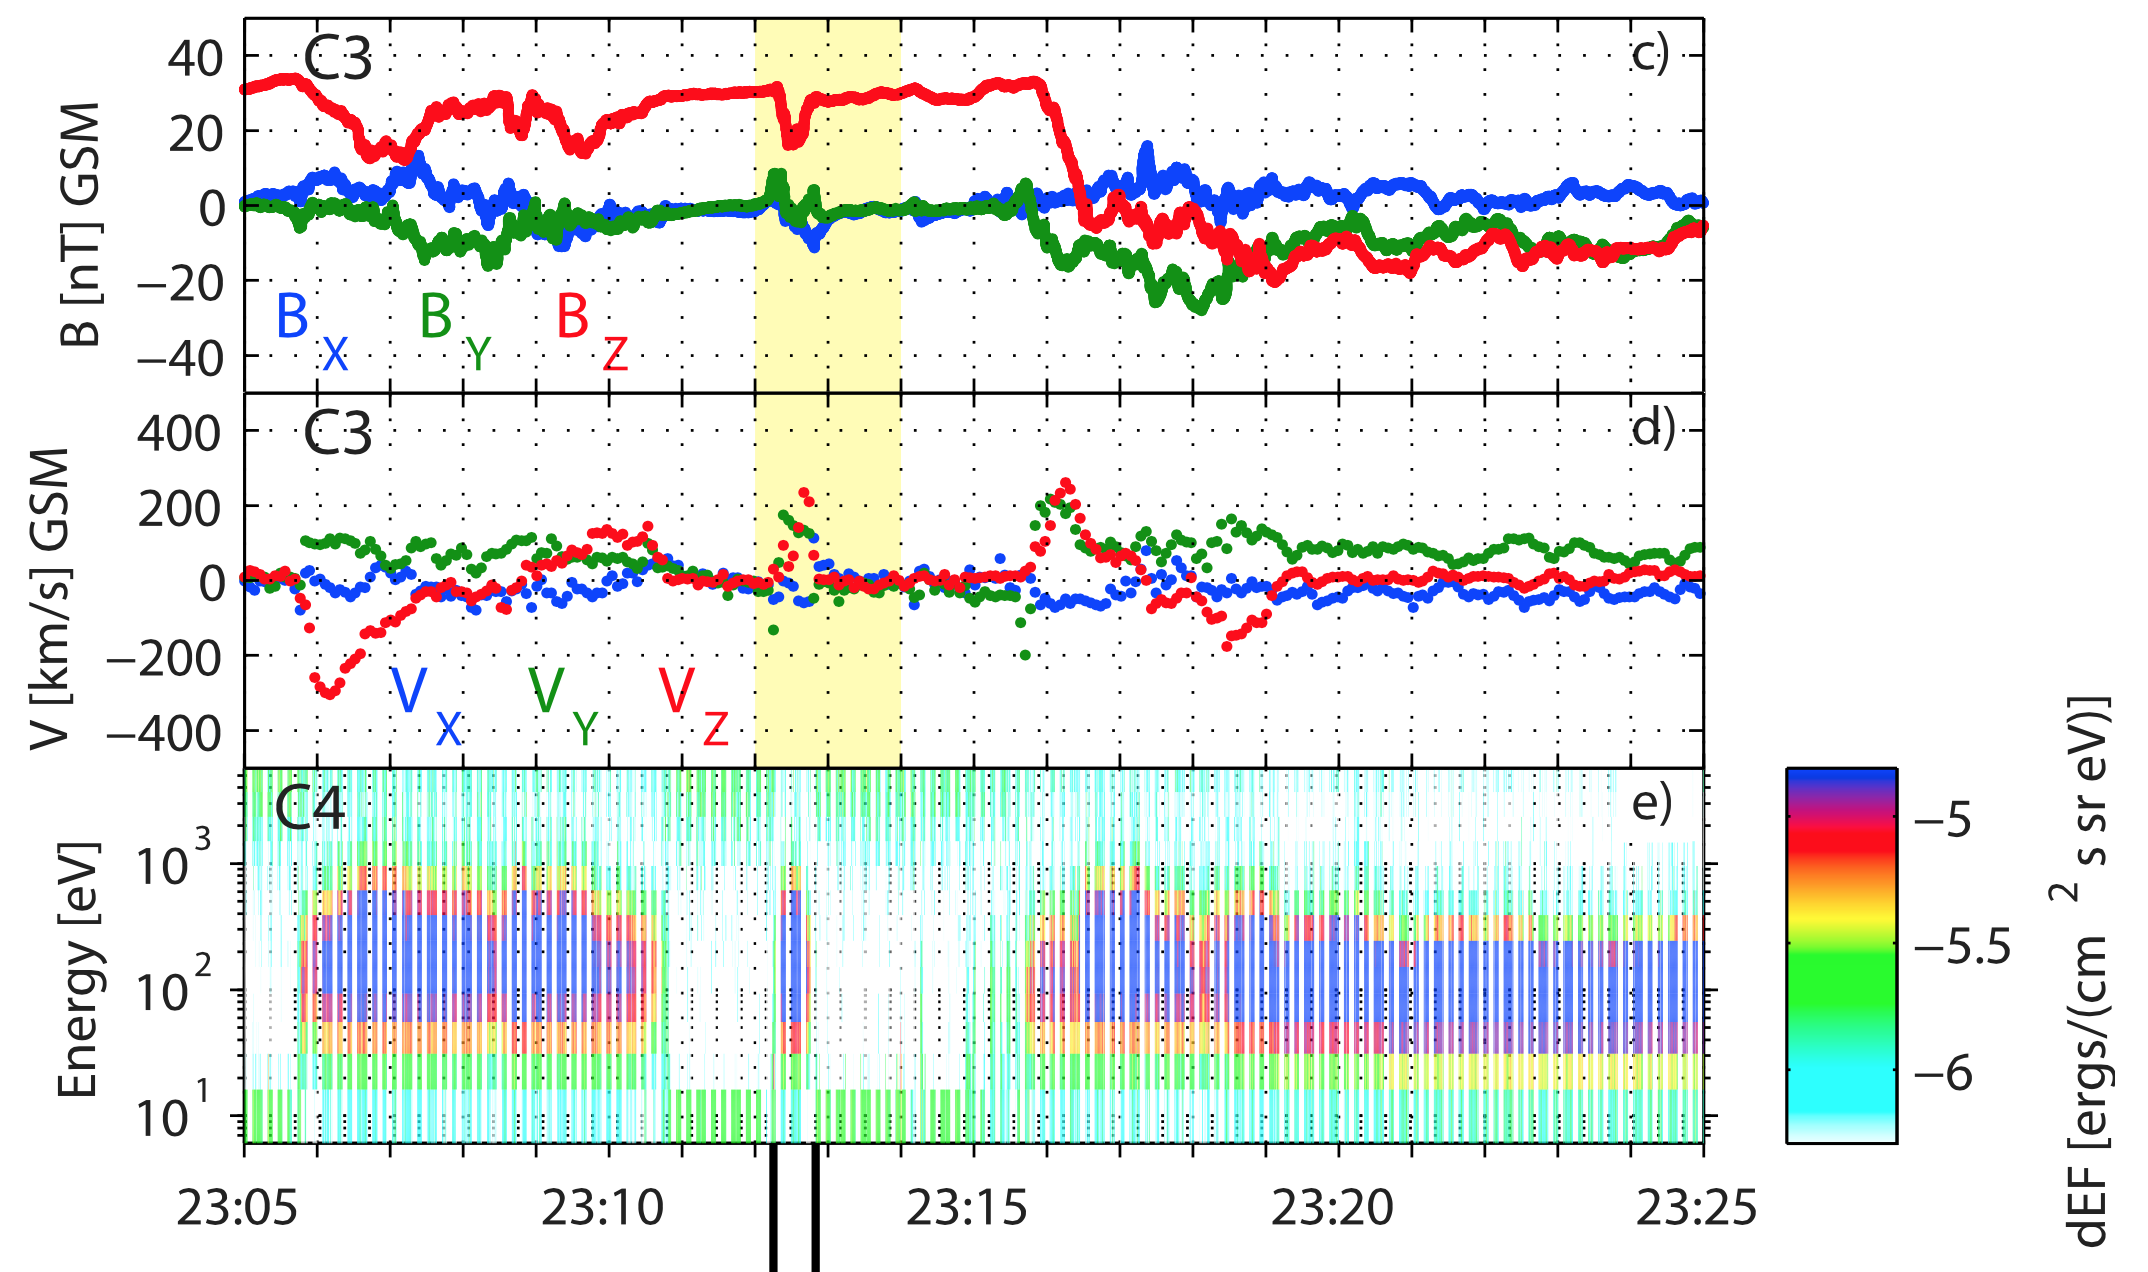 C3
c)
40
20
0
−20
−40
B [nT] GSM
B X
B Y
B Z
C3
d)
400
200
0
−200
−400
V [km/s] GSM
V X
V Y
V Z
C4
e)
10 3
10 2
10 1
Energy [eV]
23:05
23:10
23:15
23:20
23:25
−5
−5.5
−6
dEF [ergs/(cm 2 s sr eV)]